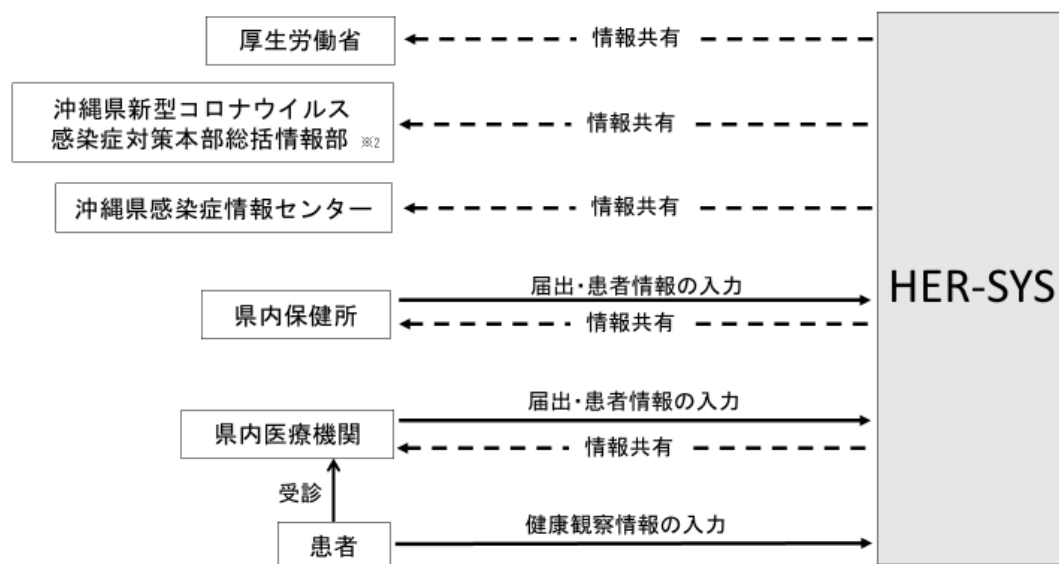 厚生労働省
情報共有
沖縄県新型コロナウイルス
感染症対策本部総括情報部 ※2
情報共有
沖縄県感染症情報センター
情報共有
HER-SYS
県内保健所
届出・患者情報の入力
情報共有
県内医療機関
届出・患者情報の入力
情報共有
受診
患者
健康観察情報の入力